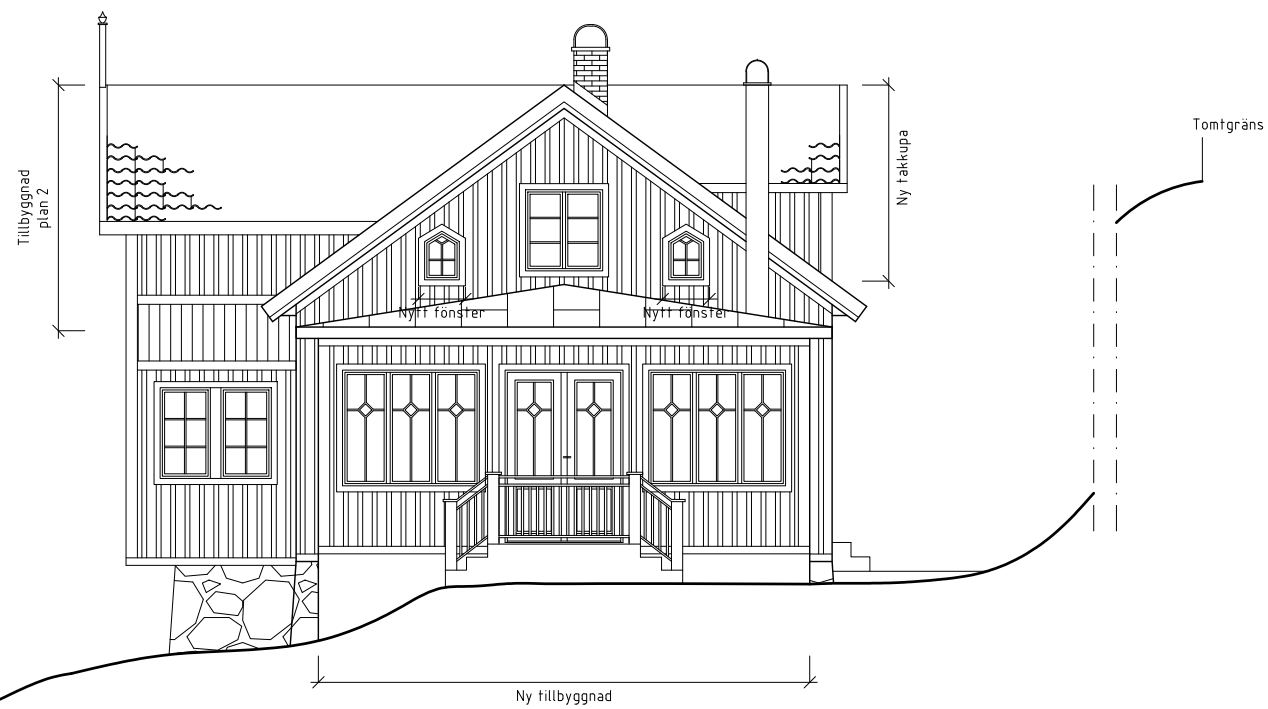 Tomtgräns
Tillbyggnad
plan 2
Ny takkupa
Nytt fönster
Nytt fönster
Ny tillbyggnad